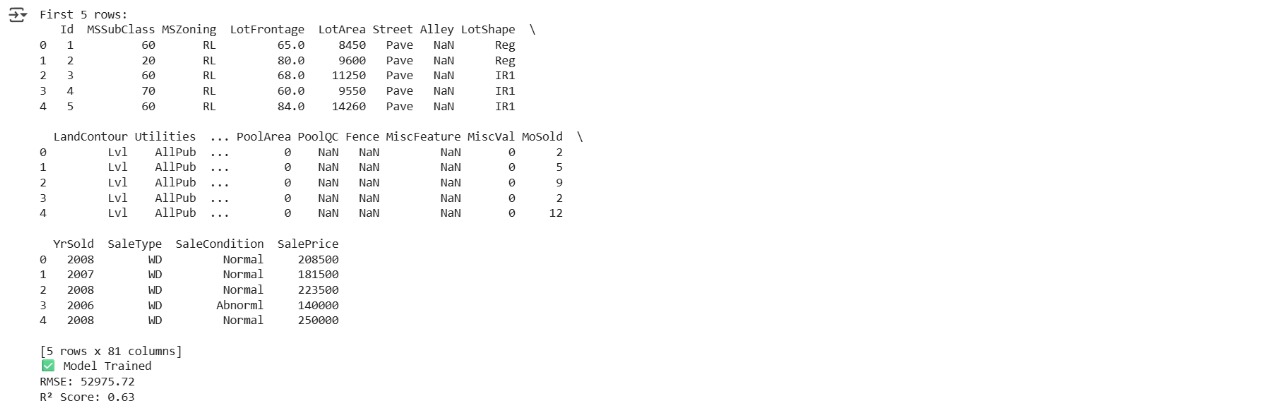 First 5 rows:
   Id  MSSubClass MSZoning  LotFrontage  LotArea Street Alley LotShape  \
0   1          60       RL         65.0     8450   Pave   NaN      Reg
1   2          20       RL         80.0     9600   Pave   NaN      Reg
2   3          60       RL         68.0    11250   Pave   NaN      IR1
3   4          70       RL         60.0     9550   Pave   NaN      IR1
4   5          60       RL         84.0    14260   Pave   NaN      IR1
  LandContour Utilities  ... PoolArea PoolQC Fence MiscFeature MiscVal MoSold  \
0         Lvl    AllPub  ...        0    NaN   NaN         NaN       0      2
1         Lvl    AllPub  ...        0    NaN   NaN         NaN       0      5
2         Lvl    AllPub  ...        0    NaN   NaN         NaN       0      9
3         Lvl    AllPub  ...        0    NaN   NaN         NaN       0      2
4         Lvl    AllPub  ...        0    NaN   NaN         NaN       0     12
  YrSold  SaleType  SaleCondition  SalePrice
0   2008        WD         Normal     208500
1   2007        WD         Normal     181500
2   2008        WD         Normal     223500
3   2006        WD        Abnorml     140000
4   2008        WD         Normal     250000
[5 rows x 81 columns]
✅ Model Trained
RMSE: 52975.72
R² Score: 0.63